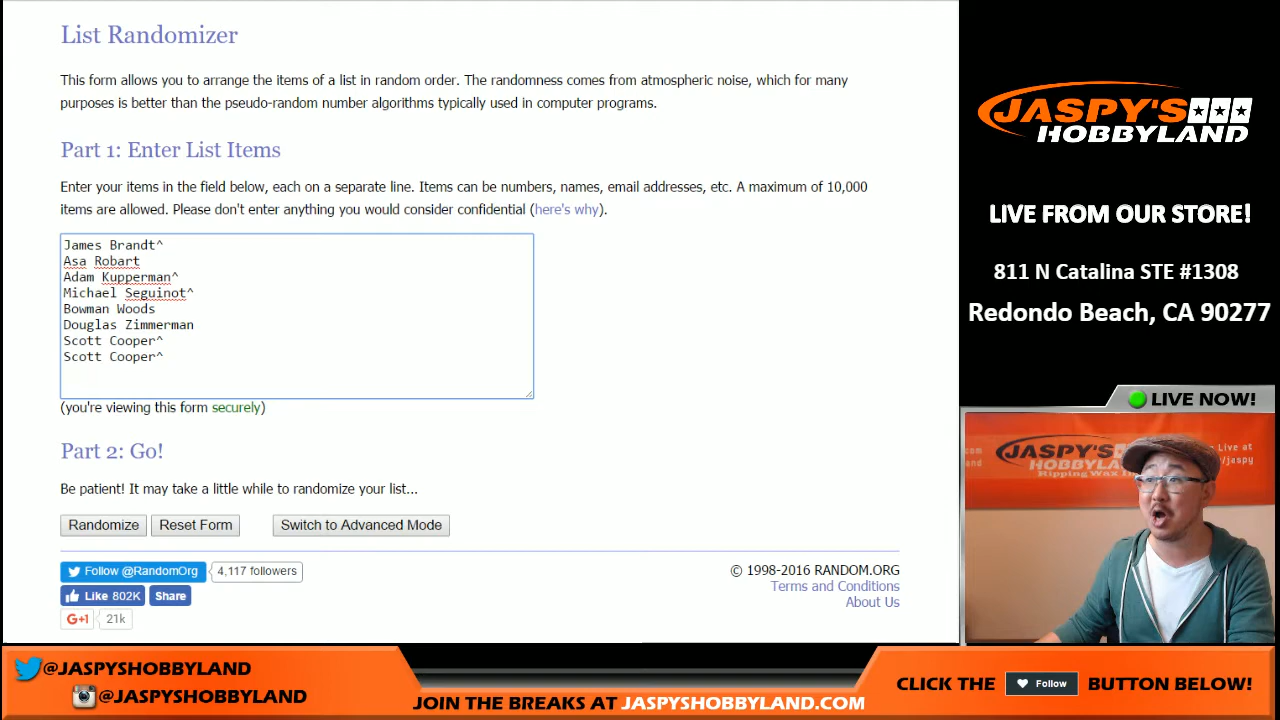 List Randomizer
This form allows you to arrange the items of a list in random order. The randomness comes from atmospheric noise, which for many
purposes is better than the pseudo-random number algorithms typically used in computer programs.
Part 1: Enter List Items
Enter your items in the field below, each on a separate line. Items can be numbers, names, email addresses, etc. A maximum of 10,000
items are allowed. Please don't enter anything you would consider confidential (here's why).
James Brandt^
Asa Robart
Adam Kupperman^
Michael Seguinot^
Bowman Woods
Douglas Zimmerman
Scott Cooper^
Scott Cooper^
(you're viewing this form securely)
Part 2: Go!
Be patient! It may take a little while to randomize your list...
Randomize Reset Form Switch to Advanced Mode
Follow @RandomOrg 4,117 followers
Like 802K Share
G+1 21k
© 1998-2016 RANDOM.ORG
Terms and Conditions
About Us
JASPY'S
HOBBYLAND
LIVE FROM OUR STORE!
811 N Catalina STE #1308
Redondo Beach, CA 90277
LIVE NOW!
JASPY'S
HOBBYLAND
Ripping Wax
Live at
/jaspy
@JASPYSHOBBYLAND
@JASPYSHOBBYLAND
JOIN THE BREAKS AT JASPYSHOBBYLAND.COM
CLICK THE Follow BUTTON BELOW!